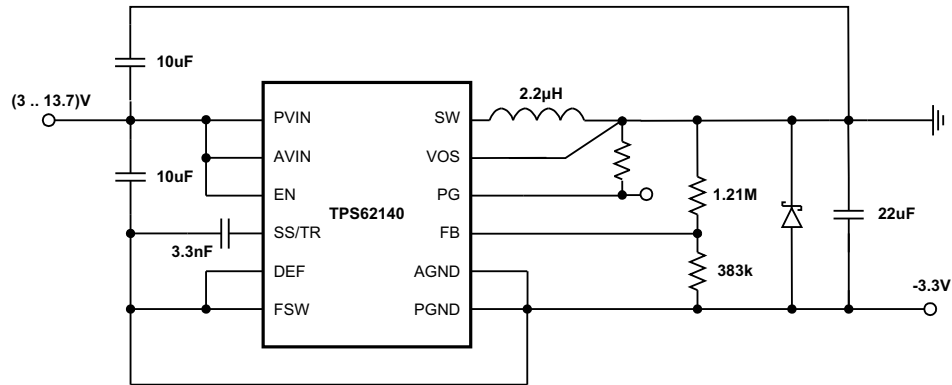 10uF
(3 .. 13.7)V
2.2µH
PVIN
SW
AVIN
VOS
10uF
EN
PG
1.21M
TPS62140
22uF
3.3nF
SS/TR
FB
DEF
AGND
383k
-3.3V
FSW
PGND